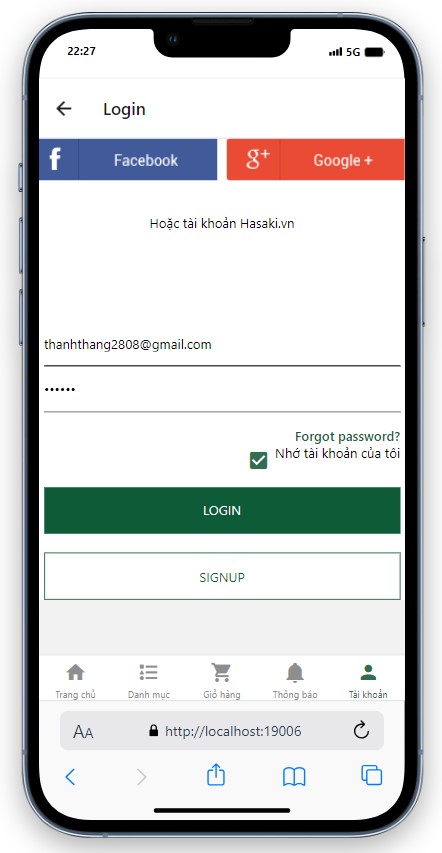 22:27
5G
Login
f Facebook
g+ Google +
Hoặc tài khoản Hasaki.vn
thanhthang2808@gmail.com
••••••
Forgot password?
Nhớ tài khoản của tôi
LOGIN
SIGNUP
Trang chủ Danh mục Giỏ hàng Thông báo Tài khoản
AA http://localhost:19006